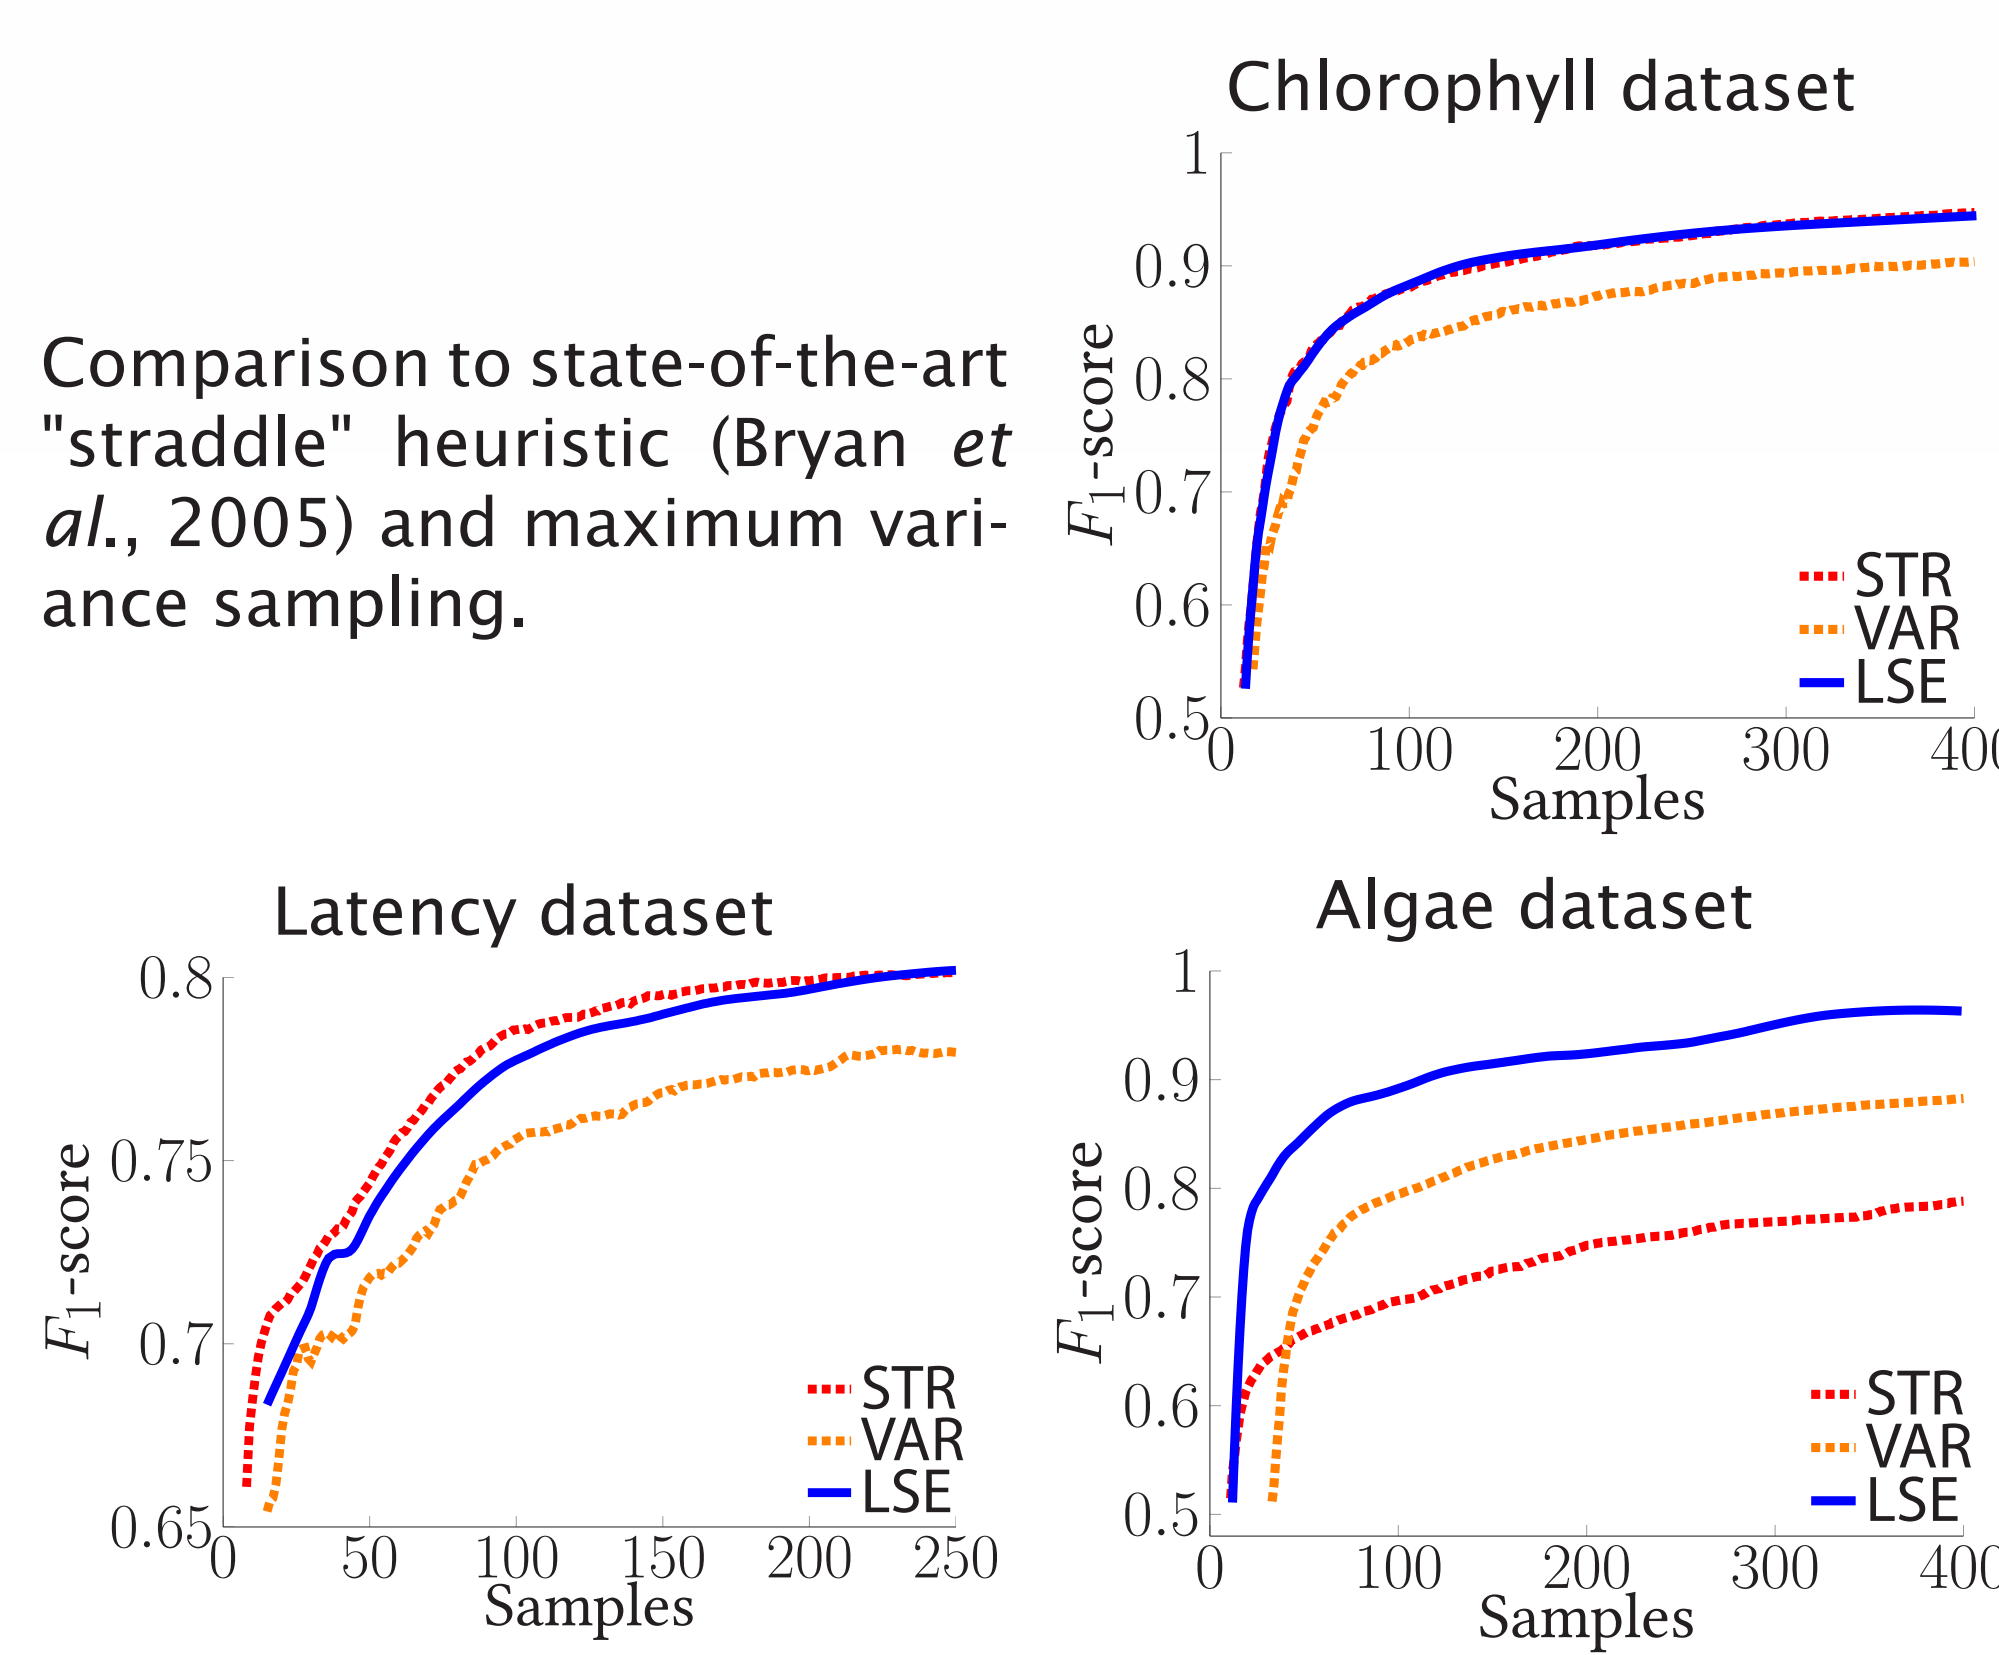 Comparison to state-of-the-art
"straddle" heuristic (Bryan et
al., 2005) and maximum vari-
ance sampling.
Chlorophyll dataset
1
0.9
0.8
0.7
0.6
0.5
F1-score
STR
VAR
LSE
0 100 200 300 400
Samples
Latency dataset
0.8
0.75
0.7
0.65
F1-score
STR
VAR
LSE
0 50 100 150 200 250
Samples
Algae dataset
1
0.9
0.8
0.7
0.6
0.5
F1-score
STR
VAR
LSE
0 100 200 300 400
Samples